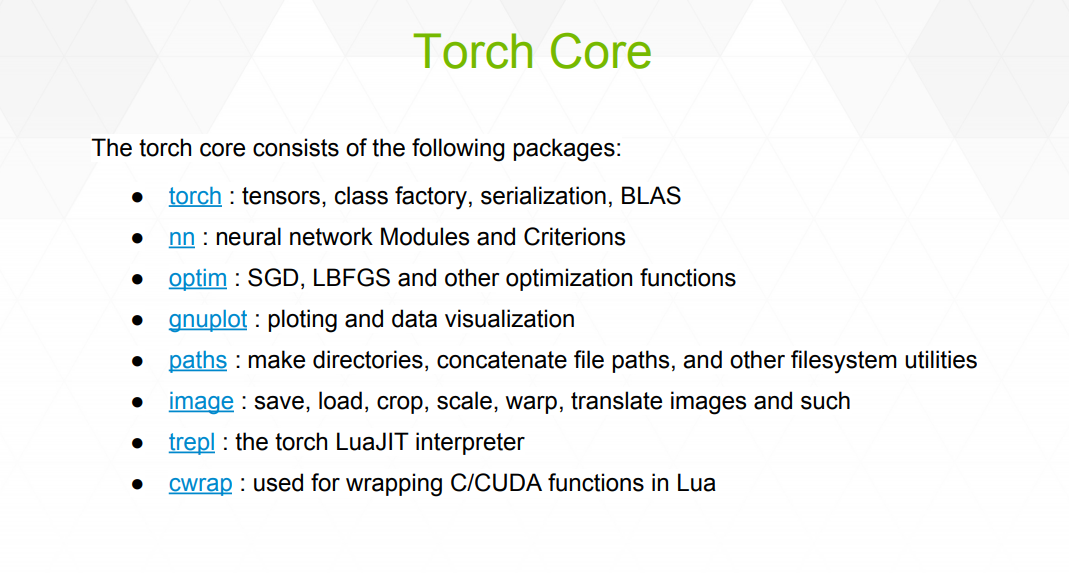 Torch Core
The torch core consists of the following packages:
● torch : tensors, class factory, serialization, BLAS
● nn : neural network Modules and Criterions
● optim : SGD, LBFGS and other optimization functions
● gnuplot : ploting and data visualization
● paths : make directories, concatenate file paths, and other filesystem utilities
● image : save, load, crop, scale, warp, translate images and such
● trepl : the torch LuaJIT interpreter
● cwrap : used for wrapping C/CUDA functions in Lua